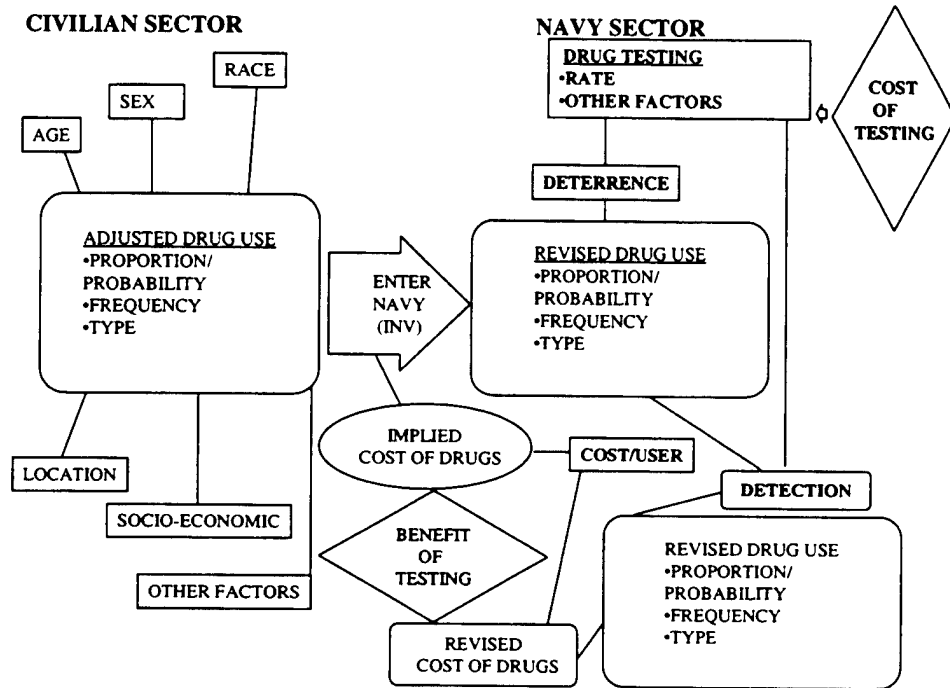 CIVILIAN SECTOR
NAVY SECTOR
RACE
SEX
AGE
DRUG TESTING
•RATE
•OTHER FACTORS
COST
OF
TESTING
DETERRENCE
ADJUSTED DRUG USE
•PROPORTION/
PROBABILITY
•FREQUENCY
•TYPE
ENTER
NAVY
(INV)
REVISED DRUG USE
•PROPORTION/
PROBABILITY
•FREQUENCY
•TYPE
IMPLIED
COST OF DRUGS
COST/USER
LOCATION
SOCIO-ECONOMIC
OTHER FACTORS
BENEFIT
OF
TESTING
DETECTION
REVISED DRUG USE
•PROPORTION/
PROBABILITY
•FREQUENCY
•TYPE
REVISED
COST OF DRUGS